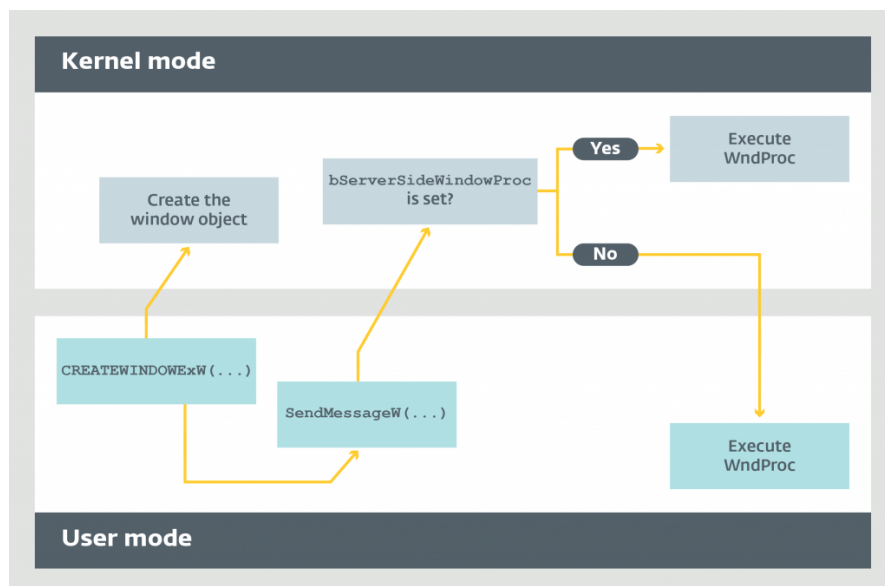 Kernel mode
Yes
Execute
WndProc
bServerSideWindowProc
is set?
Create the
window object
No
CREATEWINDOWExW(...)
SendMessageW(...)
Execute
WndProc
User mode